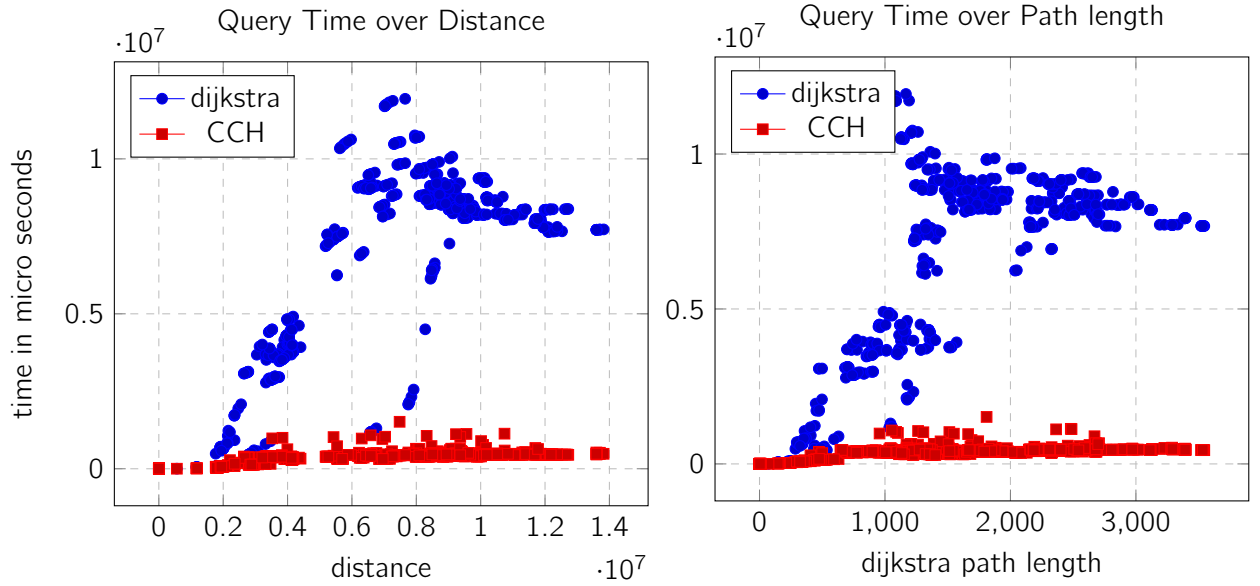 Query Time over Distance
·10^7
dijkstra
CCH
1
0.5
0
time in micro seconds
0 0.2 0.4 0.6 0.8 1 1.2 1.4
distance
·10^7
Query Time over Path length
·10^7
dijkstra
CCH
1
0.5
0
0 1,000 2,000 3,000
dijkstra path length